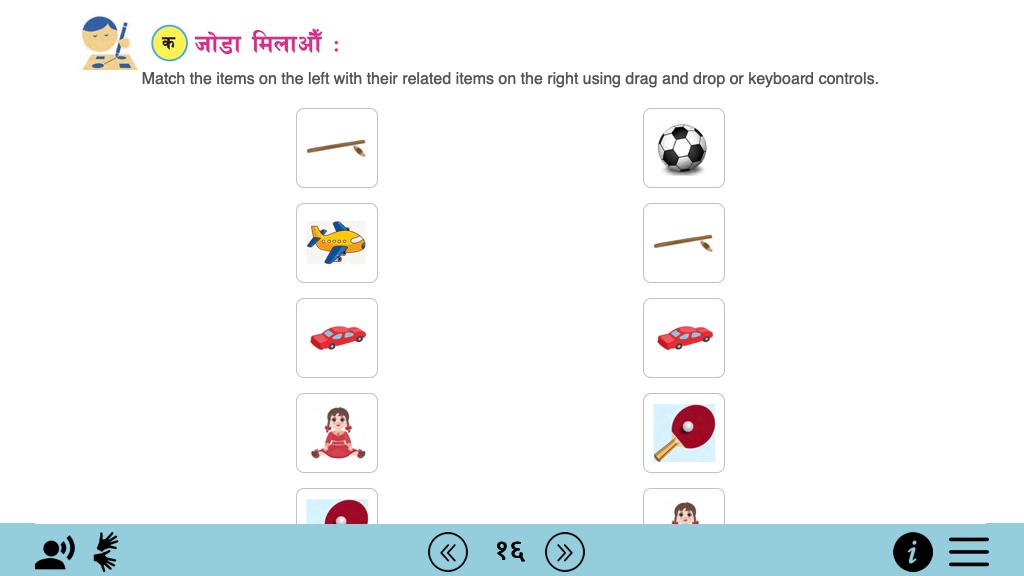 क जोडा मिलाऔँ :
Match the items on the left with their related items on the right using drag and drop or keyboard controls.
१६